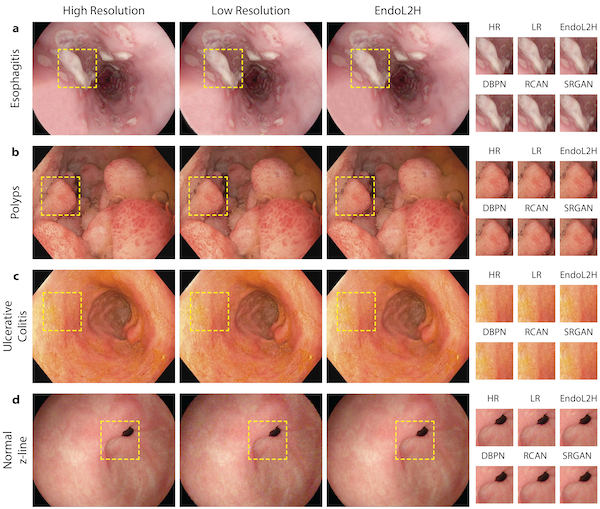 High Resolution Low Resolution EndoL2H
a Esophagitis
HR LR EndoL2H
DBPN RCAN SRGAN
b Polyps
HR LR EndoL2H
DBPN RCAN SRGAN
c Ulcerative
Colitis
HR LR EndoL2H
DBPN RCAN SRGAN
d Normal
z-line
HR LR EndoL2H
DBPN RCAN SRGAN